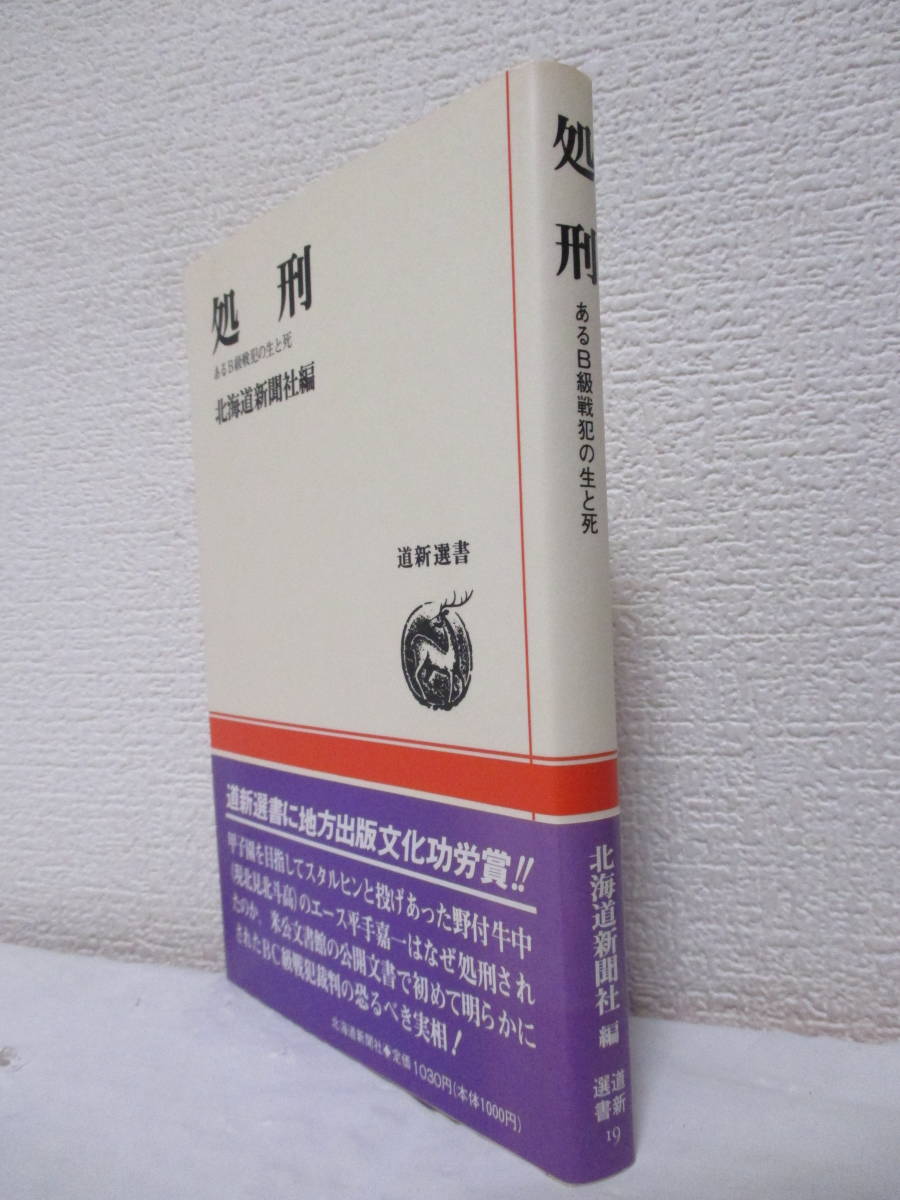 処刑
あるB級戦犯の生と死
北海道新聞社編
道新選書
道新選書に地方出版文化功労賞!!
甲子園を目指してスタルヒンと投げあった野付牛中
(現北見北斗高)のエース平手嘉一はなぜ処刑され
たのか。米公文書館の公開文書で初めて明らかに
されたBC級戦犯裁判の恐るべき実相!
北海道新聞社◆定価1030円(本体1000円)
処刑
あるB級戦犯の生と死
北海道新聞社 編
道新
選書
19